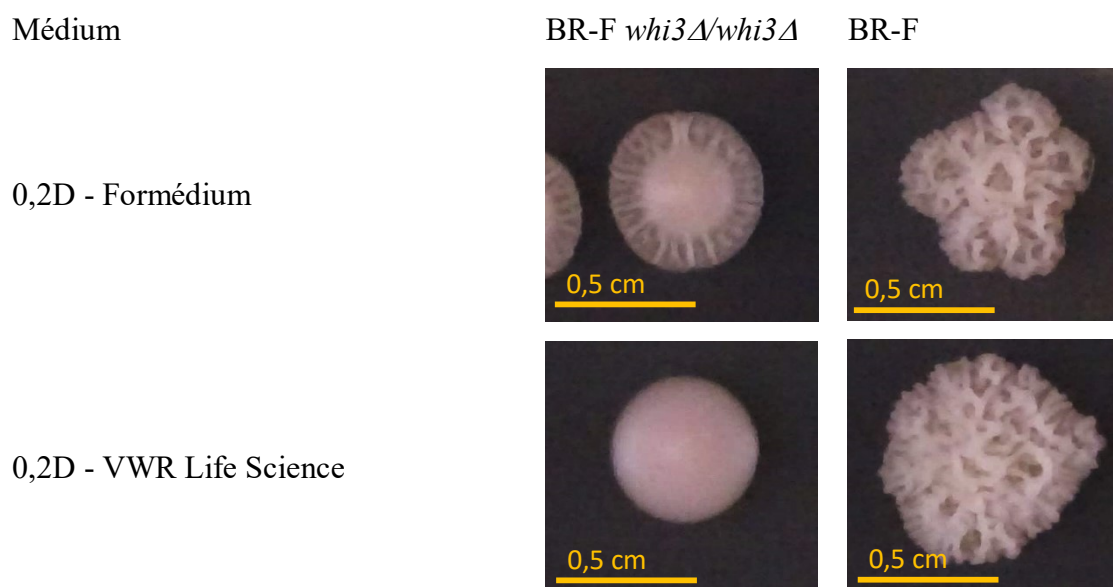 Médium BR-F whi3Δ/whi3Δ BR-F
0,2D - Formédium
0,5 cm 0,5 cm
0,2D - VWR Life Science
0,5 cm 0,5 cm